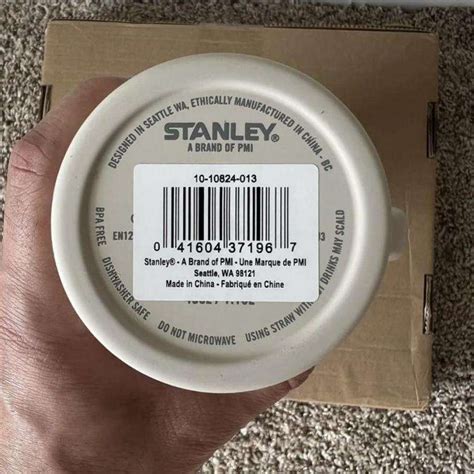 DESIGNED IN SEATTLE WA, ETHICALLY MANUFACTURED IN CHINA - BC
STANLEY®
A BRAND OF PMI
10-10824-013
0 41604 37196 7
Stanley® - A Brand of PMI - Une Marque de PMI
Seattle, WA 98121
Made in China - Fabriqué en Chine
BPA FREE
DISHWASHER SAFE
DO NOT MICROWAVE
USING STRAW DRINKS MAY SCALD
EN12